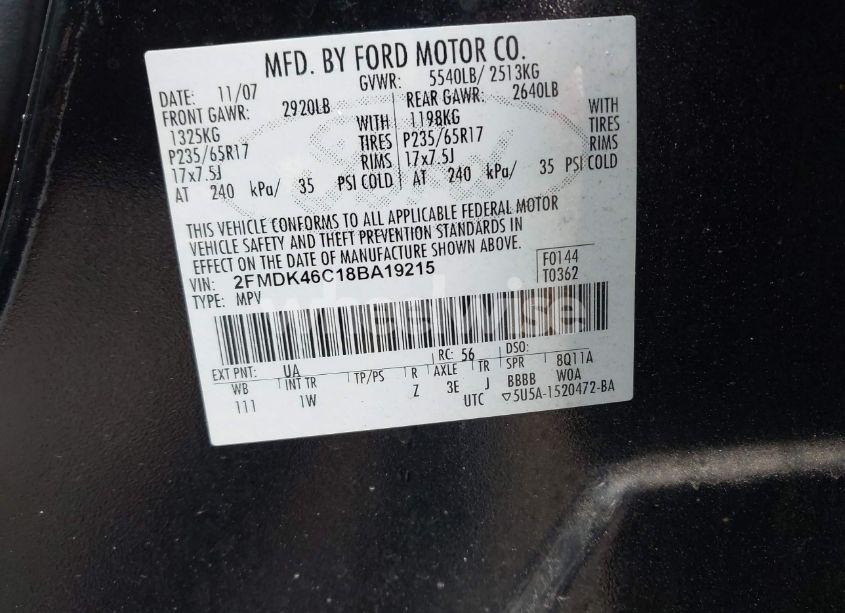 MFD. BY FORD MOTOR CO.
DATE: 11/07 GVWR: 5540LB/ 2513KG
FRONT GAWR: 2920LB REAR GAWR: 2640LB
1325KG WITH 1198KG WITH
P235/65R17 TIRES P235/65R17 TIRES
17x7.5J RIMS 17x7.5J RIMS
AT 240 kPa/ 35 PSI COLD AT 240 kPa/ 35 PSI COLD
THIS VEHICLE CONFORMS TO ALL APPLICABLE FEDERAL MOTOR
VEHICLE SAFETY AND THEFT PREVENTION STANDARDS IN
EFFECT ON THE DATE OF MANUFACTURE SHOWN ABOVE.
VIN: 2FMDK46C18BA19215 F0144
TYPE: MPV T0362
wheelwise
EXT PNT: UA RC: 56 DSO:
WB INT TR TP/PS R AXLE TR SPR 8Q11A
111 1W Z 3E J BBBB W0A
UTC ▽5U5A-1520472-BA